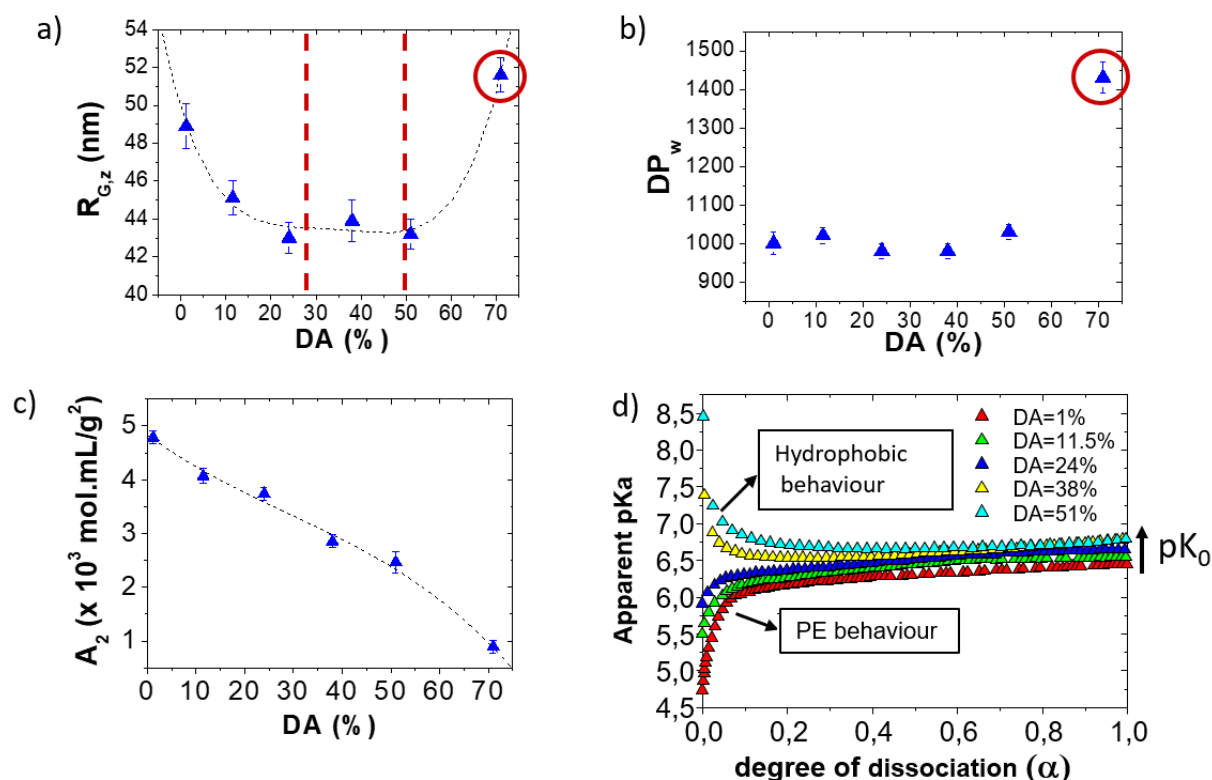 a)
R_G,z (nm)
54
52
50
48
46
44
42
40
0 10 20 30 40 50 60 70
DA (%)
b)
DP_w
1500
1400
1300
1200
1100
1000
900
0 10 20 30 40 50 60 70
DA (%)
c)
A_2 (x 10^3 mol.mL/g^2)
5
4
3
2
1
0 10 20 30 40 50 60 70
DA (%)
d)
Apparent pKa
8,5
8,0
7,5
7,0
6,5
6,0
5,5
5,0
4,5
DA=1%
DA=11.5%
DA=24%
DA=38%
DA=51%
Hydrophobic
behaviour
PE behaviour
pK_0
0,0 0,2 0,4 0,6 0,8 1,0
degree of dissociation (α)